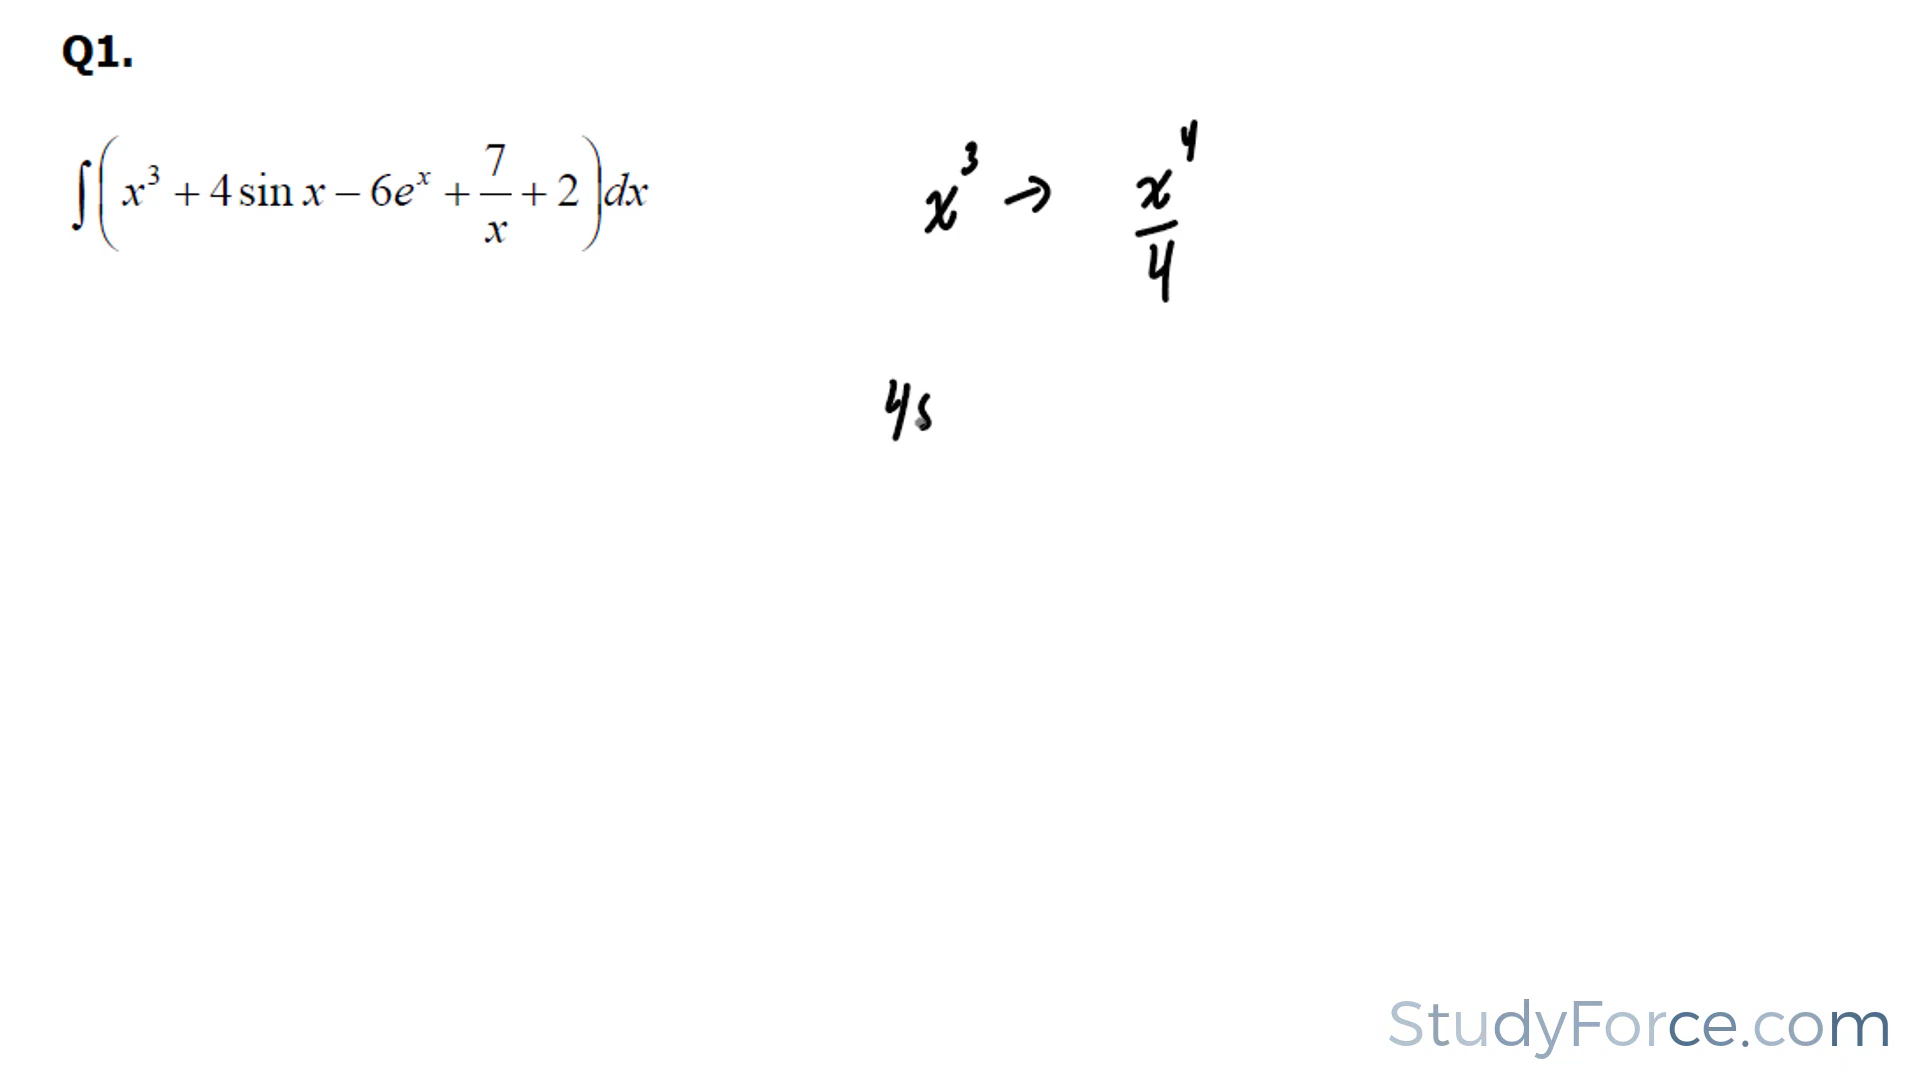 Q1.
∫(x³ + 4 sin x − 6eˣ + 7/x + 2)dx
x³ → x⁴/4
4s
StudyForce.com